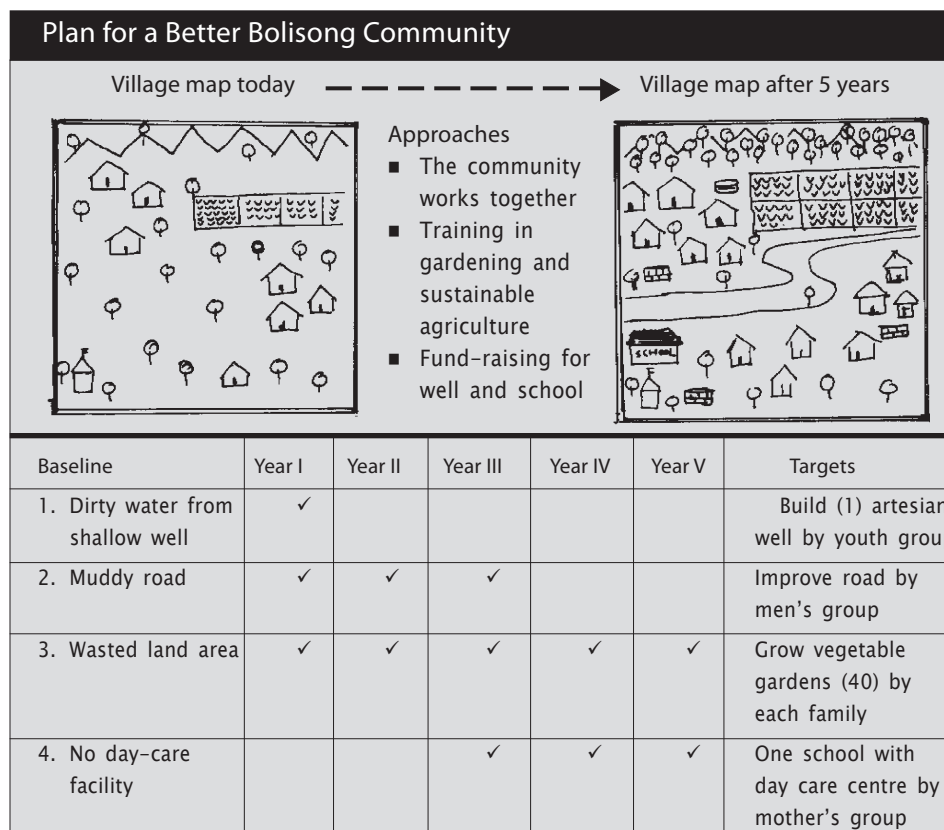 Plan for a Better Bolisong Community
Village map today
Village map after 5 years
Approaches
■ The community
works together
■ Training in
gardening and
sustainable
agriculture
■ Fund-raising for
well and school
SCHOOL
Baseline
Year I
Year II
Year III
Year IV
Year V
Targets
1. Dirty water from
shallow well
✓
Build (1) artesian
well by youth grou
2. Muddy road
✓ ✓ ✓
Improve road by
men's group
3. Wasted land area
✓ ✓ ✓ ✓ ✓
Grow vegetable
gardens (40) by
each family
4. No day-care
facility
✓ ✓ ✓
One school with
day care centre by
mother's group